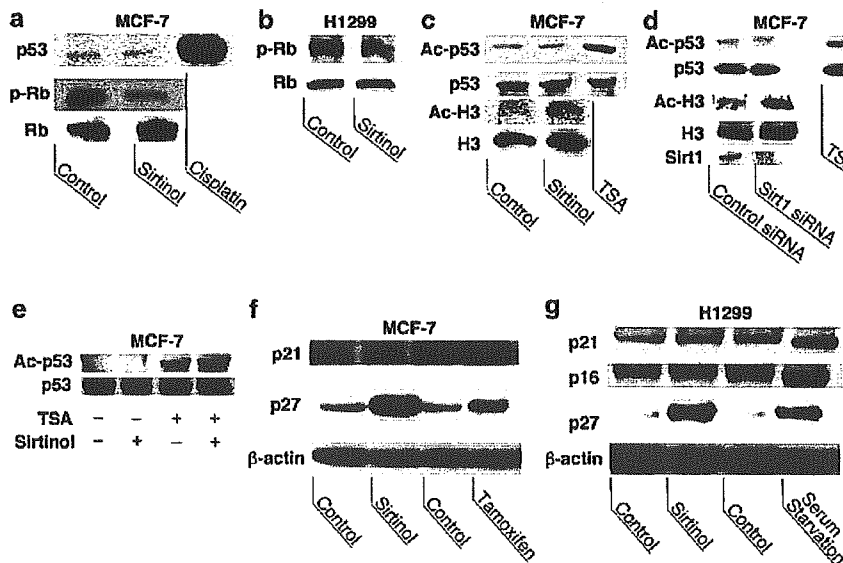 a
MCF-7
p53
p-Rb
Rb
Control
Sirtinol
Cisplatin
b
H1299
p-Rb
Rb
Control
Sirtinol
c
MCF-7
Ac-p53
p53
Ac-H3
H3
Control
Sirtinol
TSA
d
MCF-7
Ac-p53
p53
Ac-H3
H3
Sirt1
Control siRNA
Sirt1 siRNA
e
MCF-7
Ac-p53
p53
TSA – – + +
Sirtinol – + – +
f
MCF-7
p21
p27
β-actin
Control
Sirtinol
Control
Tamoxifen
g
H1299
p21
p16
p27
β-actin
Control
Sirtinol
Control
Serum
Starvation